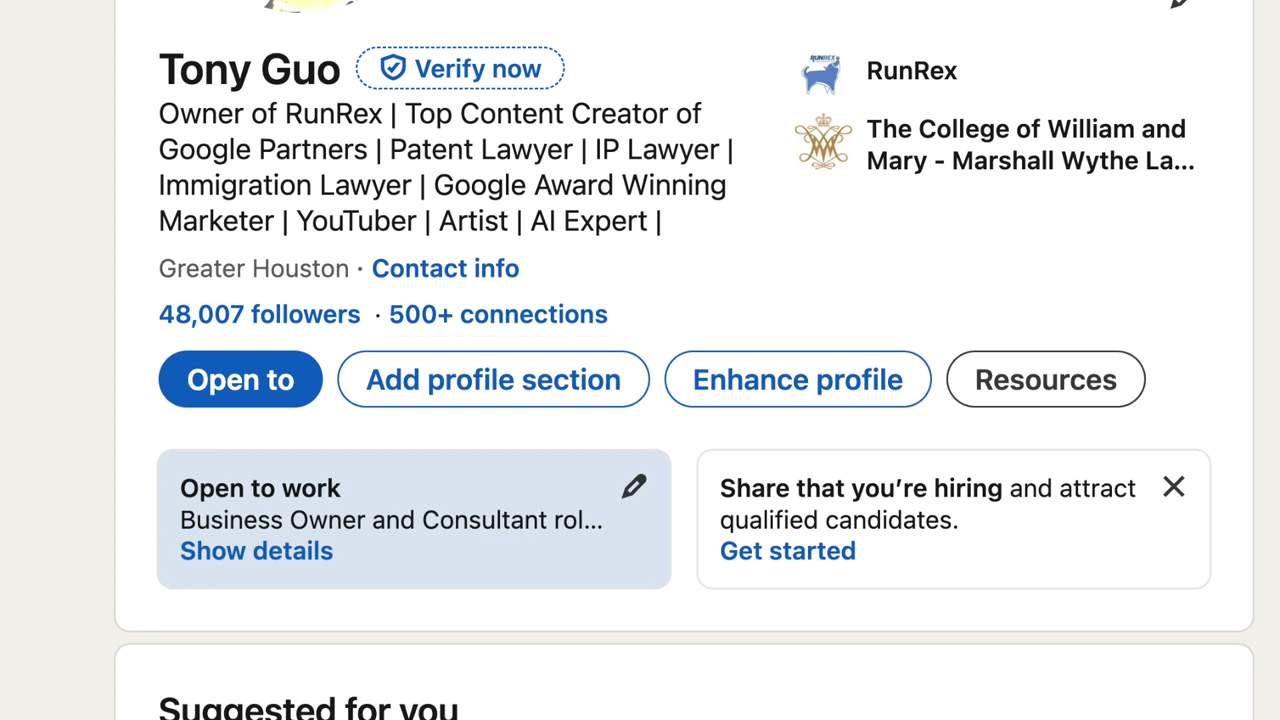 Tony Guo
Verify now
Owner of RunRex | Top Content Creator of
Google Partners | Patent Lawyer | IP Lawyer |
Immigration Lawyer | Google Award Winning
Marketer | YouTuber | Artist | AI Expert |
Greater Houston · Contact info
48,007 followers · 500+ connections
RUNREX
RunRex
The College of William and
Mary - Marshall Wythe La...
Open to
Add profile section
Enhance profile
Resources
Open to work
Business Owner and Consultant rol...
Show details
Share that you're hiring and attract
qualified candidates.
Get started
Suggested for you